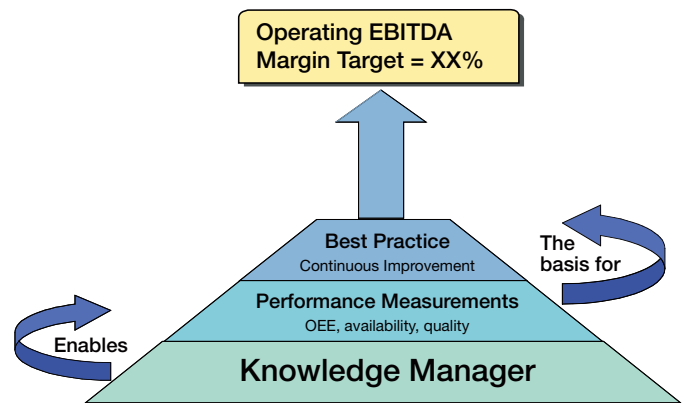 Operating EBITDA
Margin Target = XX%
Best Practice
Continuous Improvement
The
basis for
Performance Measurements
OEE, availability, quality
Enables
Knowledge Manager